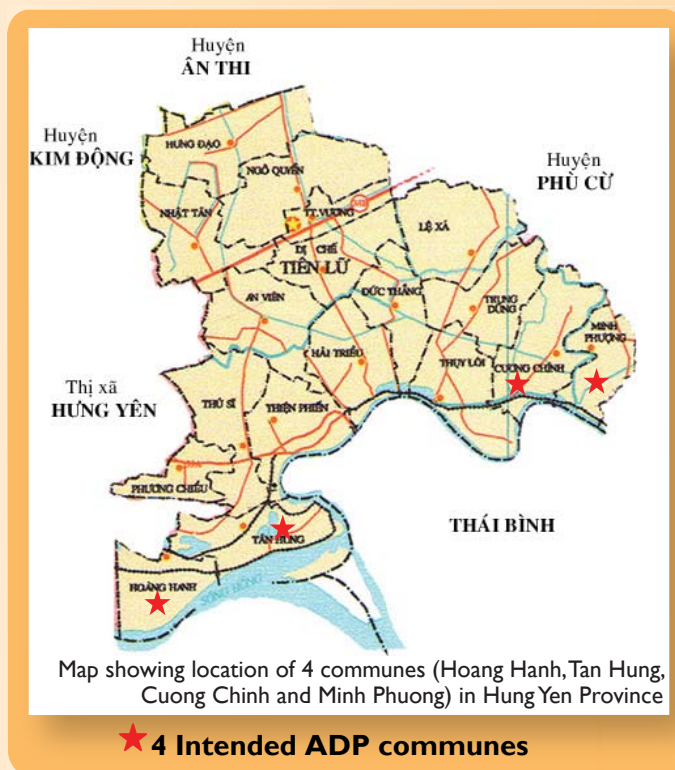 Huyện
ÂN THI
Huyện
KIM ĐỘNG
HƯNG ĐẠO
NGÔ QUYỀN
Huyện
PHÙ CỪ
NHẬT TÂN
TT.VƯƠNG
LỆ XÁ
DỊ CHẾ
TIÊN LỮ
AN VIÊN
ĐỨC THẮNG
TRUNG
DŨNG
MINH
PHƯỢNG
HẢI TRIỀU
THỤY LÔI
CƯƠNG CHÍNH
Thị xã
HƯNG YÊN
THỦ SĨ
THIỆN PHIẾN
PHƯƠNG CHIỂU
THÁI BÌNH
TÂN HƯNG
HOÀNG HANH
SÔNG HỒNG
Map showing location of 4 communes (Hoang Hanh, Tan Hung,
Cuong Chinh and Minh Phuong) in Hung Yen Province
4 Intended ADP communes